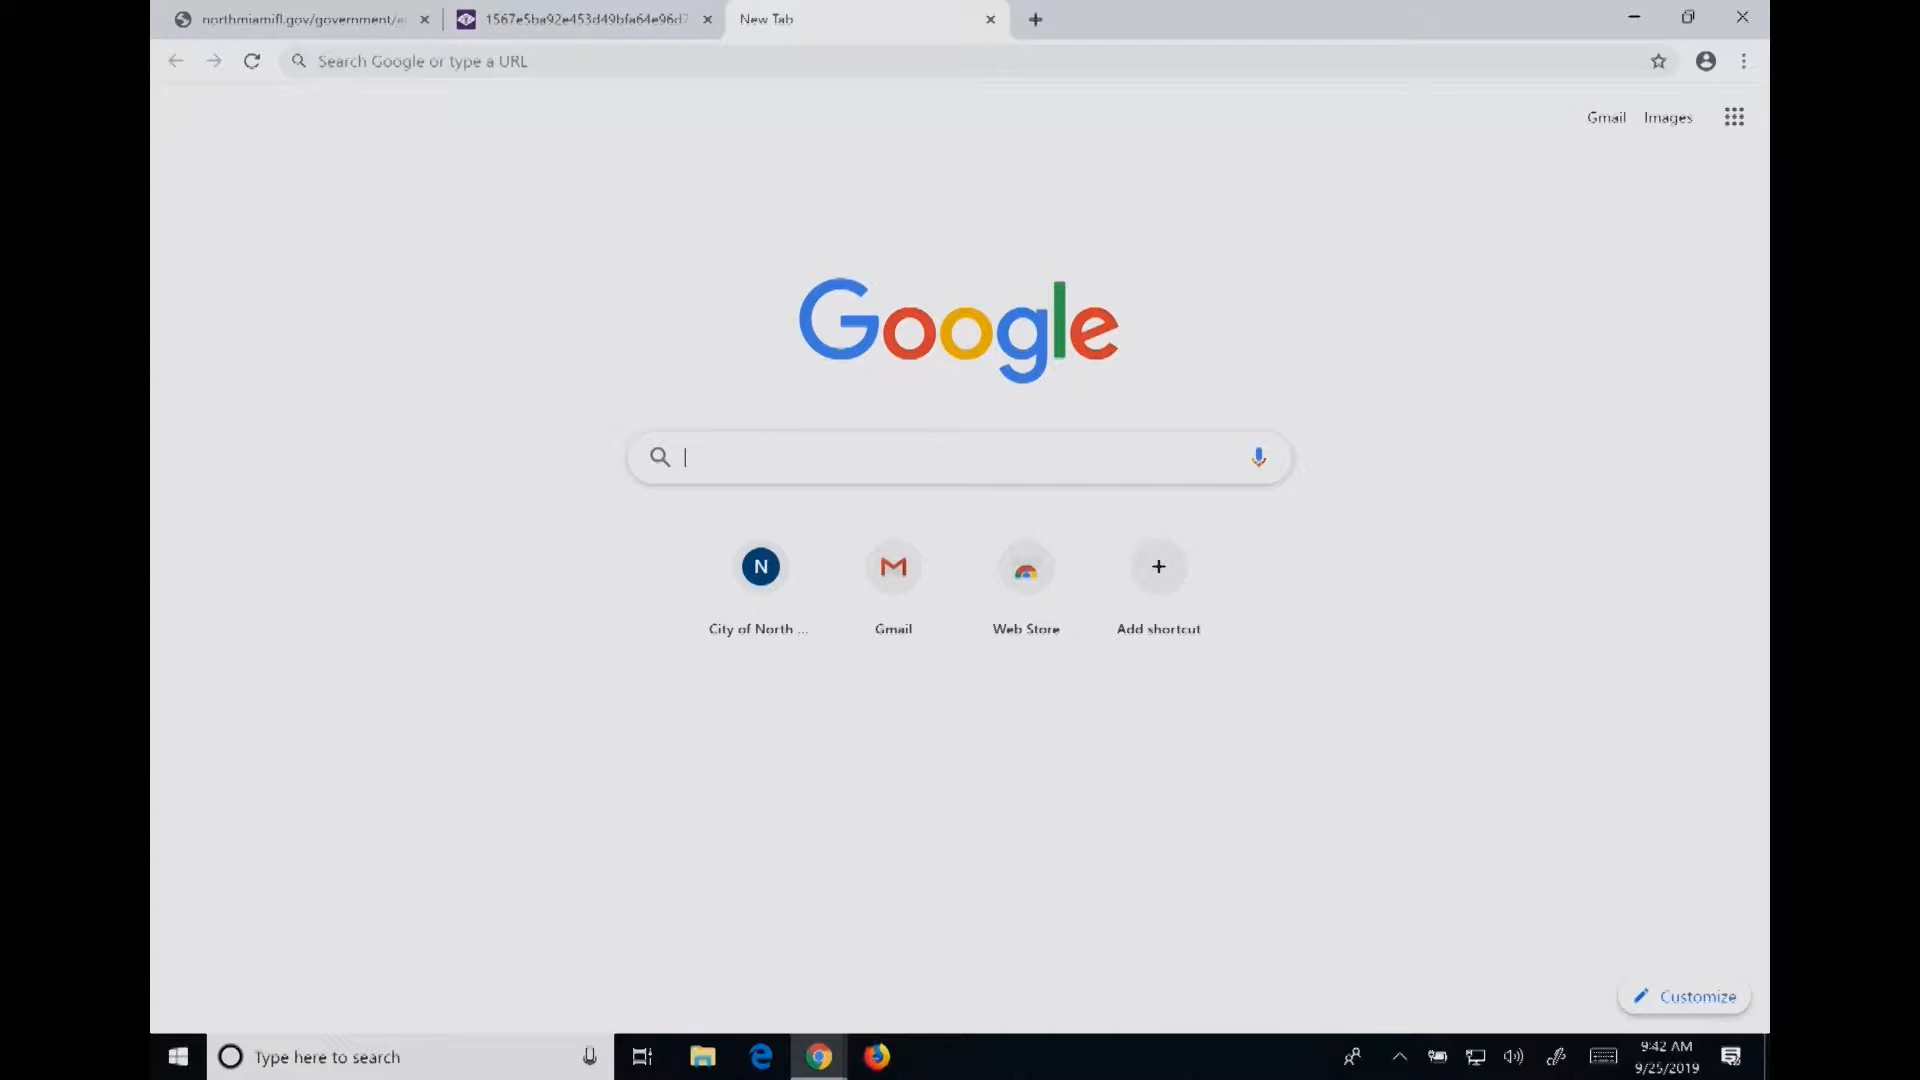 northmiamifl.gov/government/a
1567e5ba92e453d49bfa64e96d7
New Tab
Search Google or type a URL
Gmail Images
Google
N
City of North ...
Gmail
Web Store
Add shortcut
Customize
Type here to search
9:42 AM
9/25/2019